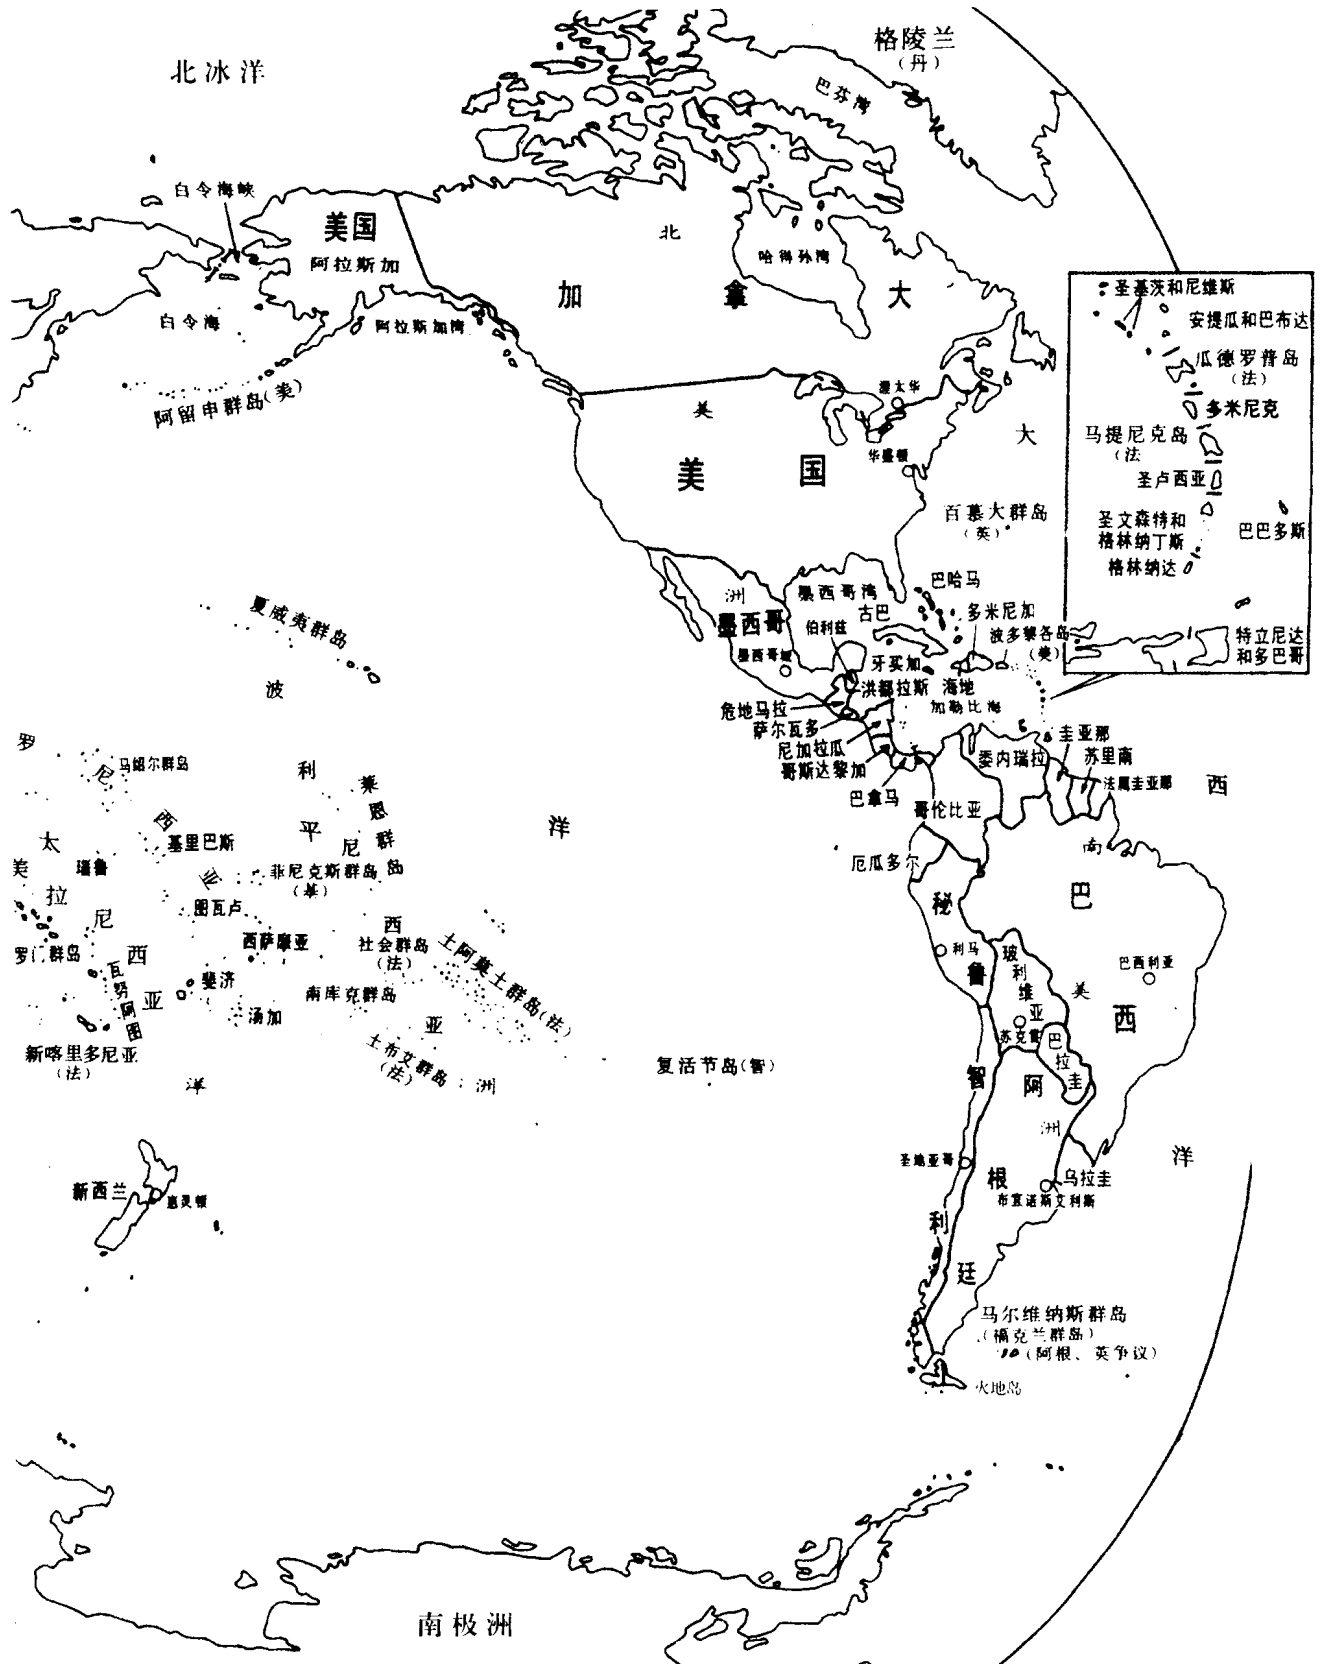 北冰洋
格陵兰
（丹）
巴芬湾
白令海峡
美国
阿拉斯加
北
哈得孙湾
加拿大
白令海
阿拉斯加湾
阿留申群岛（美）
圣基茨和尼维斯
安提瓜和巴布达
瓜德罗普岛
（法）
多米尼克
马提尼克岛
（法
圣卢西亚
圣文森特和
格林纳丁斯
巴巴多斯
格林纳达
特立尼达
和多巴哥
渥太华
美
大
华盛顿
美国
百慕大群岛
（英）
夏威夷群岛
洲
墨西哥湾
巴哈马
古巴
多米尼加
墨西哥
伯利兹
波多黎各岛
（美）
墨西哥城
牙买加
洪都拉斯
海地
危地马拉
加勒比海
萨尔瓦多
尼加拉瓜
哥斯达黎加
巴拿马
委内瑞拉
圭亚那
苏里南
法属圭亚那
哥伦比亚
西
波
利
尼
西
亚
洲
罗
尼
西
亚
马绍尔群岛
莱恩群岛
太
平
洋
基里巴斯
美
拉
尼
西
亚
瑙鲁
菲尼克斯群岛
（基）
图瓦卢
厄瓜多尔
南
巴
西
秘
鲁
利马
罗门群岛
西萨摩亚
社会群岛
（法）
土阿莫土群岛（法）
瓦努阿图
斐济
南库克群岛
汤加
土布艾群岛
（法）
新喀里多尼亚
（法）
洋
复活节岛（智）
玻
利
维
亚
苏克雷
巴西利亚
美
巴
拉
圭
智
利
阿
根
廷
洲
圣地亚哥
乌拉圭
布宜诺斯艾利斯
洋
新西兰
惠灵顿
马尔维纳斯群岛
（福克兰群岛）
（阿根、英争议）
火地岛
南极洲